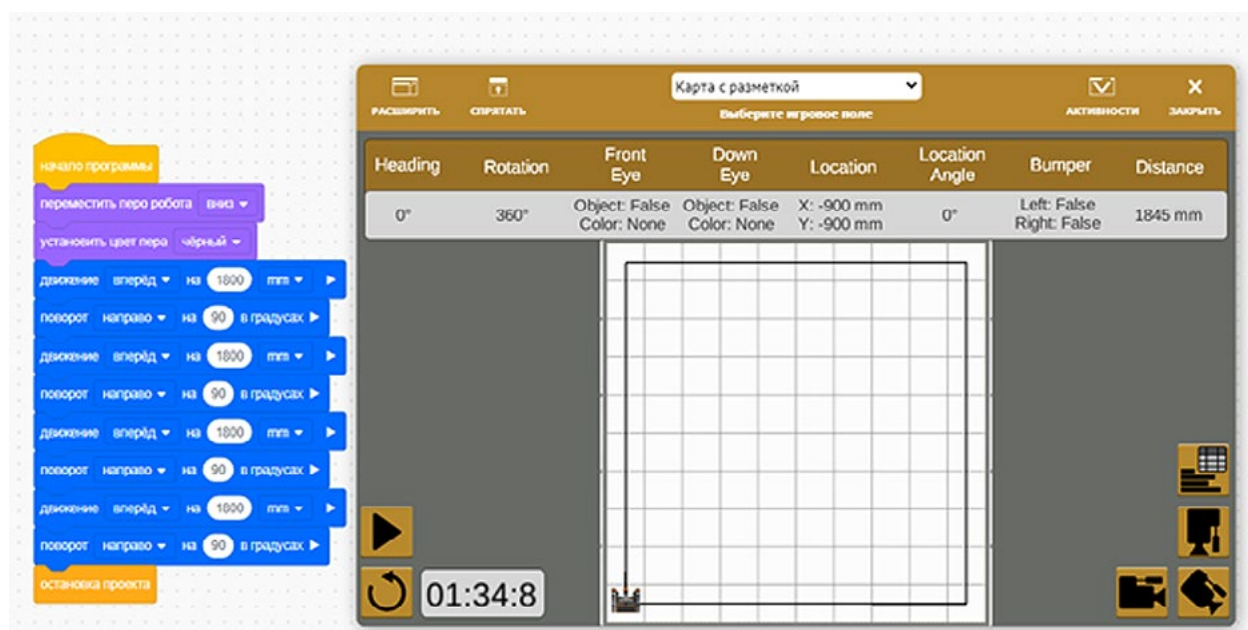 начало программы
переместить перо робота вниз
установить цвет пера чёрный
движение вперёд на 1800 mm
поворот направо на 90 в градусах
движение вперёд на 1800 mm
поворот направо на 90 в градусах
движение вперёд на 1800 mm
поворот направо на 90 в градусах
движение вперёд на 1800 mm
поворот направо на 90 в градусах
остановка проекта
РАСШИРИТЬ
СПРЯТАТЬ
Карта с разметкой
Выберите игровое поле
АКТИВНОСТИ
ЗАКРЫТЬ
Heading Rotation Front Eye Down Eye Location Location Angle Bumper Distance
0° 360° Object: False Object: False X: -900 mm 0° Left: False 1845 mm
Color: None Color: None Y: -900 mm Right: False
01:34:8